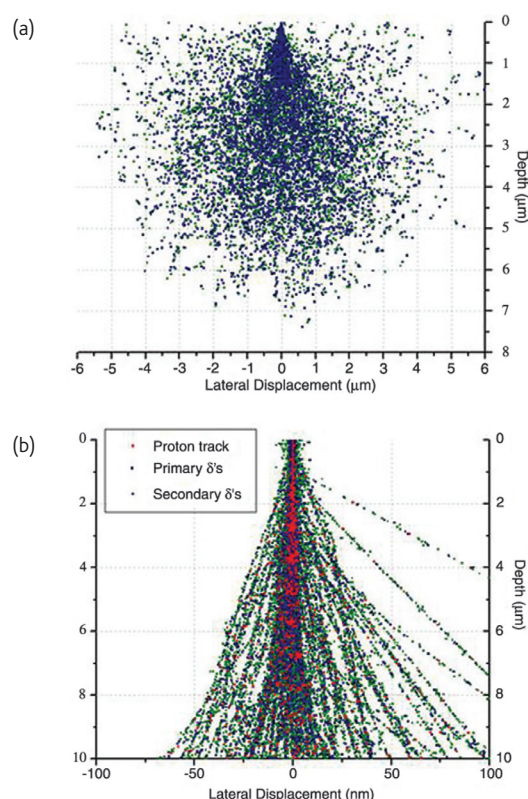 (a)
0
1
2
3
4
5
6
7
8
Depth (μm)
-6 -5 -4 -3 -2 -1 0 1 2 3 4 5 6
Lateral Displacement (μm)
(b)
Proton track
Primary δ's
Secondary δ's
0 0
2 2
4 4
6 6
8 8
10 10
Depth (μm)
-100 -50 0 50 100
Lateral Displacement (nm)